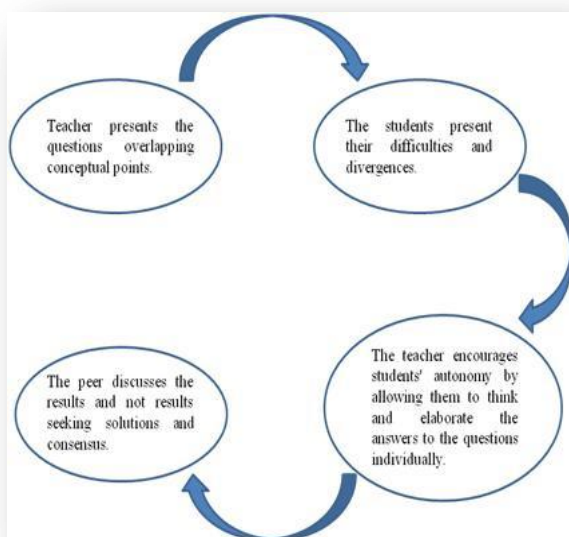 Teacher presents the
questions overlapping
conceptual points.
The students present
their difficulties and
divergences.
The teacher encourages
students' autonomy by
allowing them to think
and elaborate the
answers to the questions
individually.
The peer discusses the
results and not results
seeking solutions and
consensus.